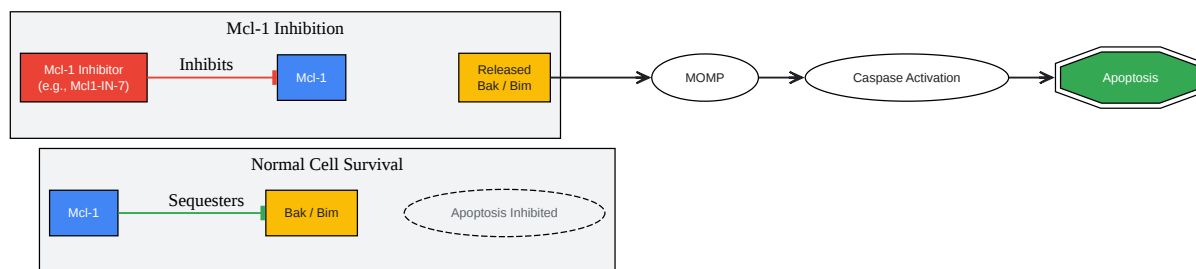 Mcl-1 Inhibition
Mcl-1 Inhibitor
(e.g., Mcl1-IN-7)
Inhibits
Mcl-1
Released
Bak / Bim
MOMP
Caspase Activation
Apoptosis
Normal Cell Survival
Mcl-1
Sequesters
Bak / Bim
Apoptosis Inhibited